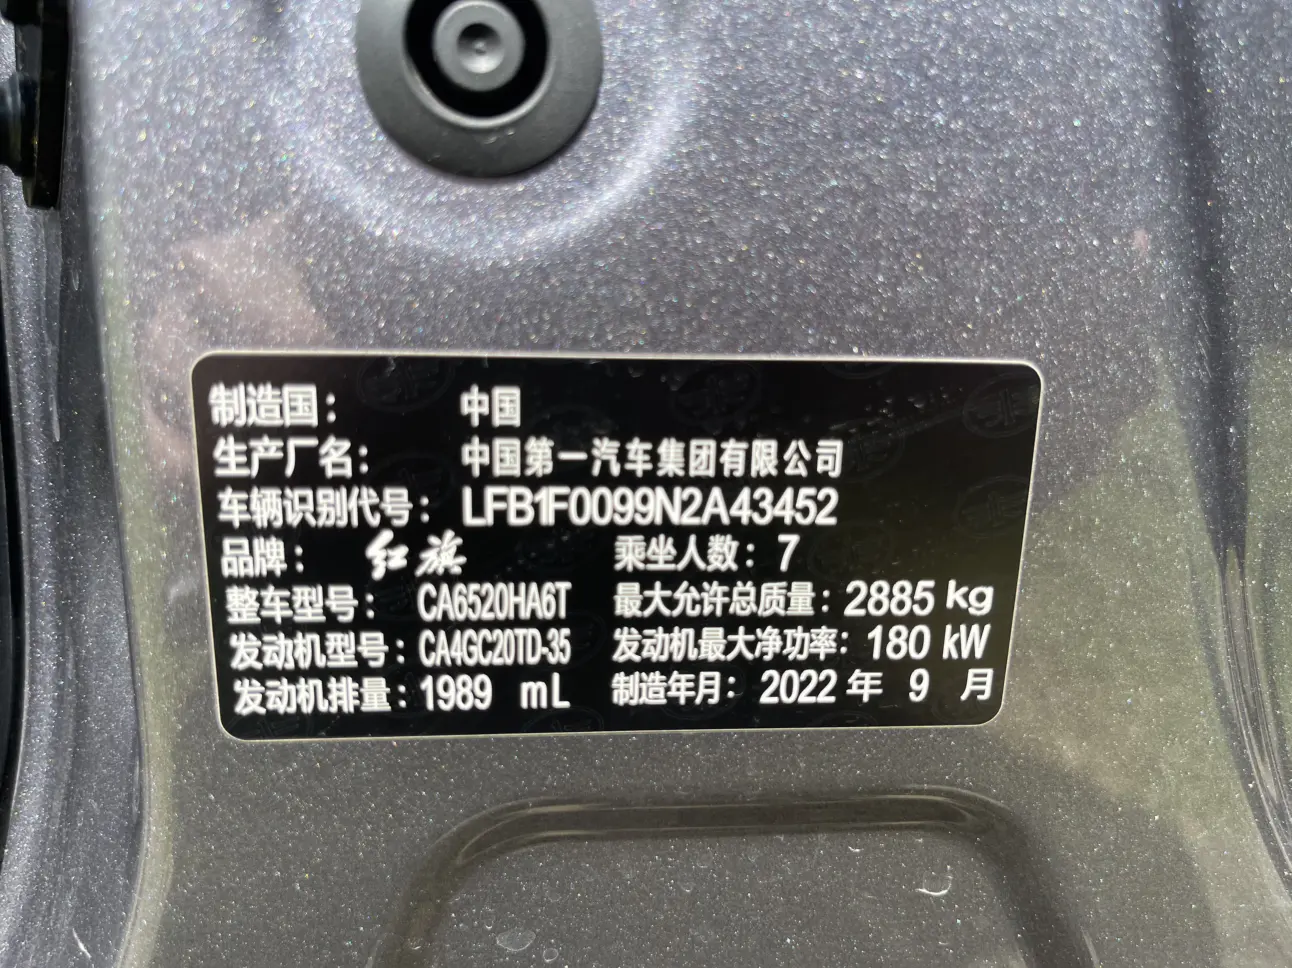 制造国： 中国
生产厂名： 中国第一汽车集团有限公司
车辆识别代号： LFB1F0099N2A43452
品牌： 红旗 乘坐人数：7
整车型号： CA6520HA6T 最大允许总质量：2885 kg
发动机型号：CA4GC20TD-35 发动机最大净功率：180 kW
发动机排量：1989 mL 制造年月：2022 年 9 月